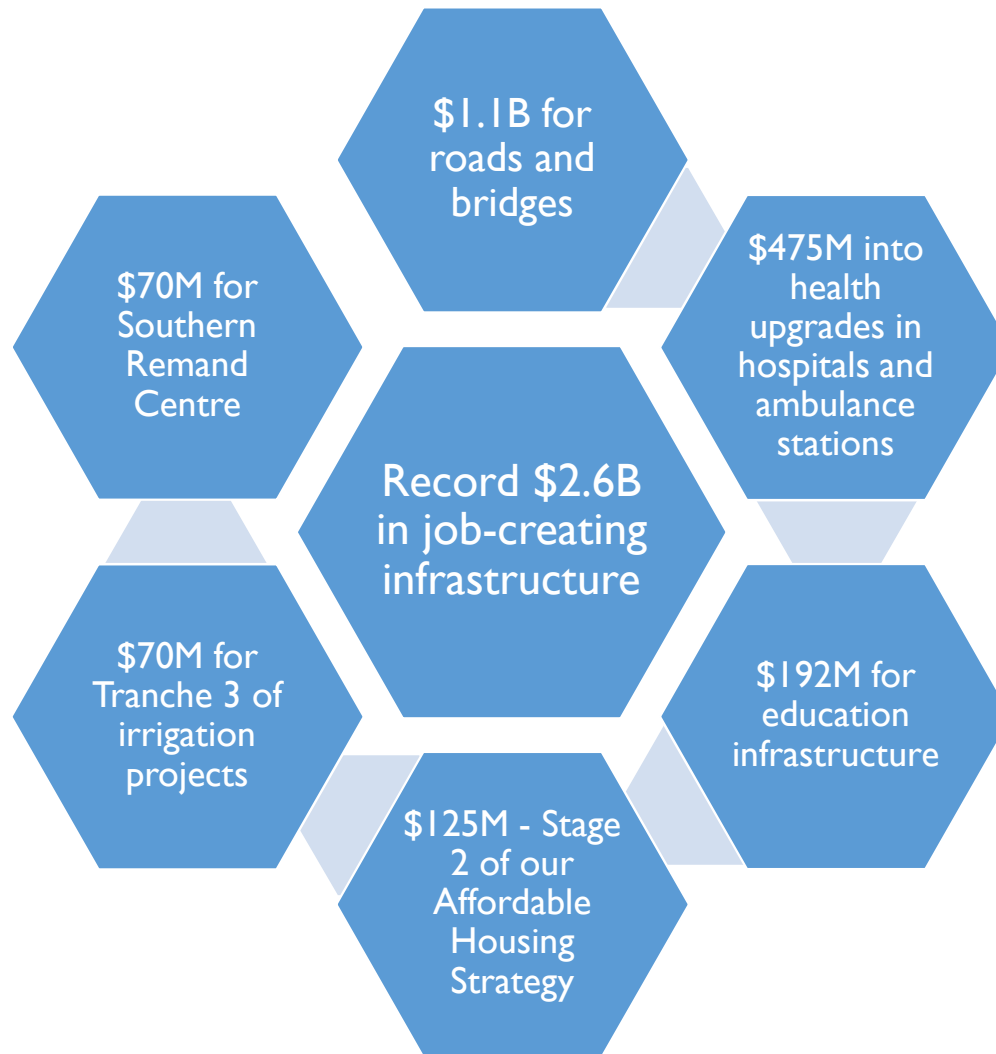 $1.1B for
roads and
bridges
$475M into
health
upgrades in
hospitals and
ambulance
stations
$192M for
education
infrastructure
$125M - Stage
2 of our
Affordable
Housing
Strategy
$70M for
Tranche 3 of
irrigation
projects
$70M for
Southern
Remand
Centre
Record $2.6B
in job-creating
infrastructure